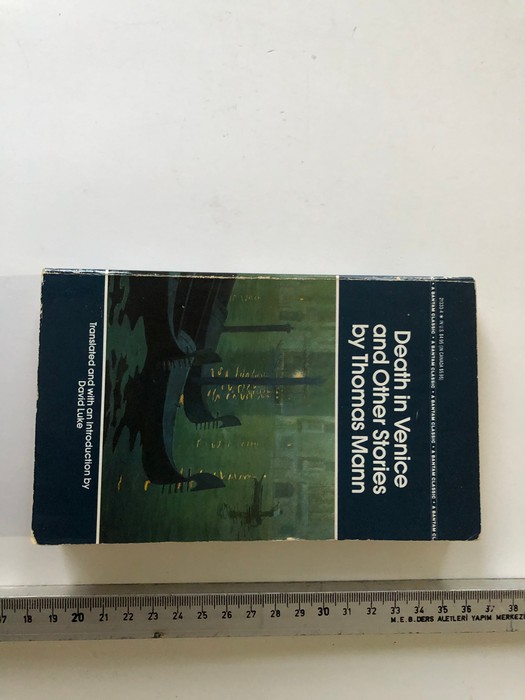 A BANTAM CLASSIC • A BANTAM CLASSIC • A BANTAM CLASSIC • A BANTAM CLASSIC • A BANTAM CLASSIC
Death in Venice
and Other Stories
by Thomas Mann
Translated and with an Introduction by
David Luke
18 19 20 21 22 23 24 25 26 27 28 29 30 31 32 33 34 35 36 37 38
M.E.B. DERS ALETLERİ YAPIM MERKEZİ